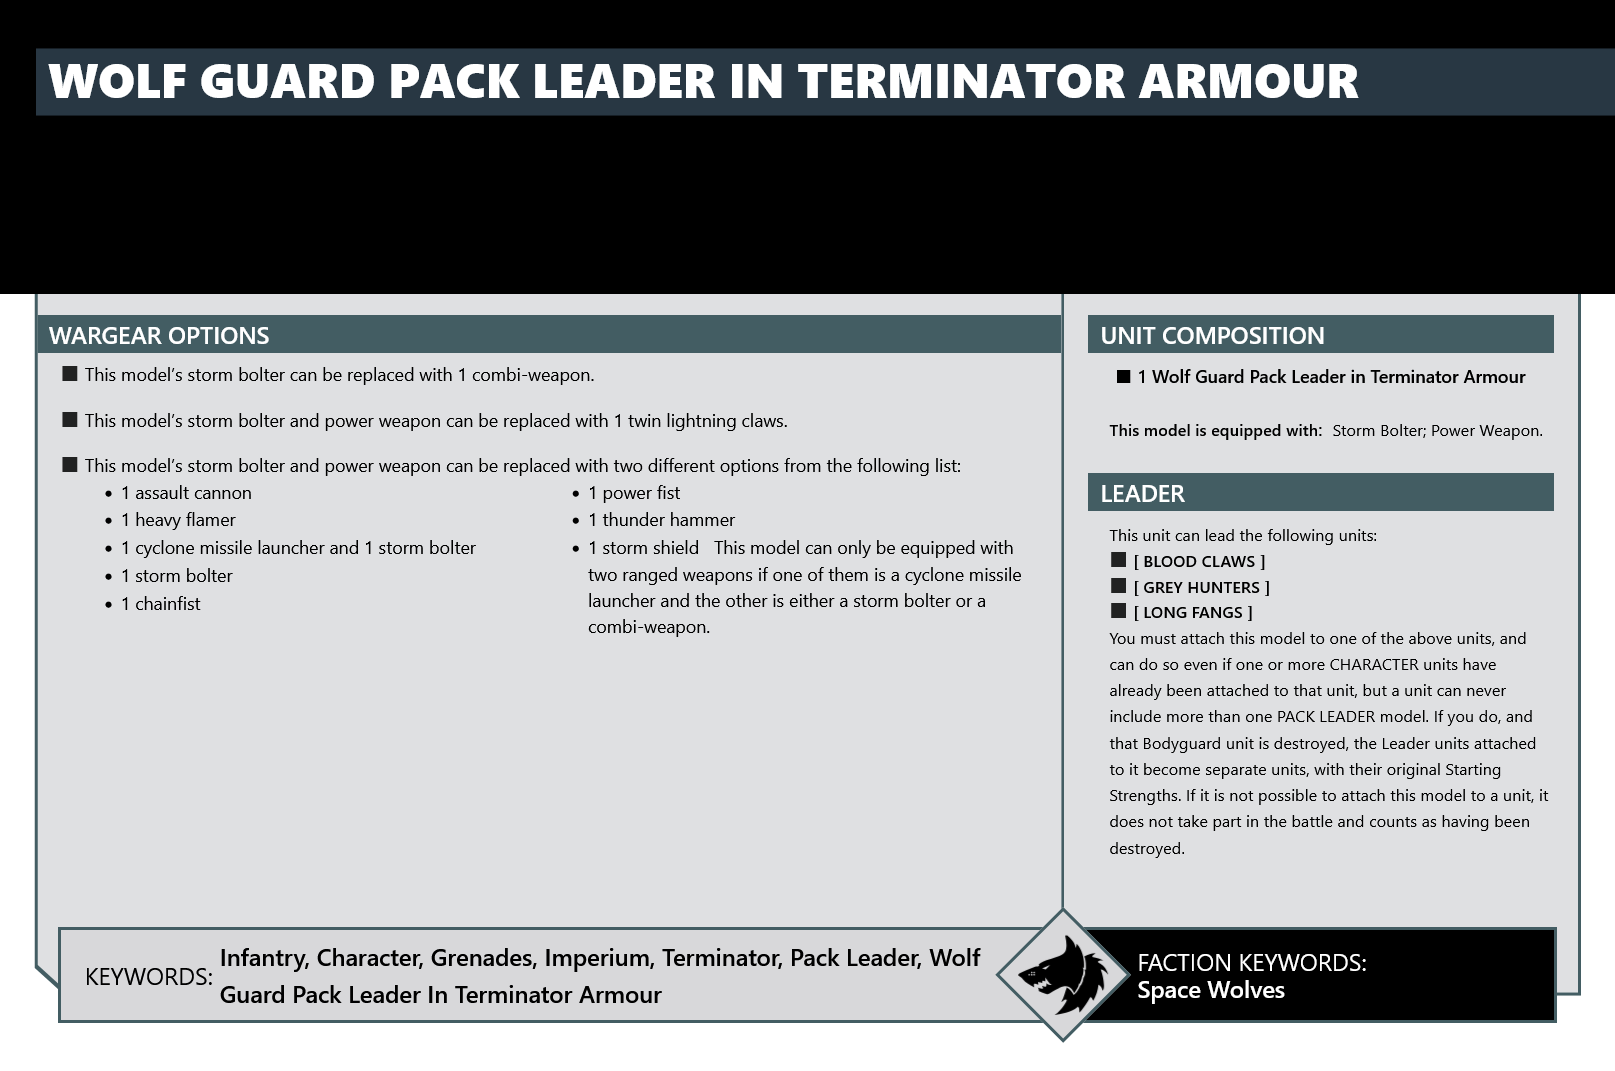 WOLF GUARD PACK LEADER IN TERMINATOR ARMOUR
WARGEAR OPTIONS
This model's storm bolter can be replaced with 1 combi-weapon.
This model's storm bolter and power weapon can be replaced with 1 twin lightning claws.
This model's storm bolter and power weapon can be replaced with two different options from the following list:
• 1 assault cannon
• 1 heavy flamer
• 1 cyclone missile launcher and 1 storm bolter
• 1 storm bolter
• 1 chainfist
• 1 power fist
• 1 thunder hammer
• 1 storm shield This model can only be equipped with
two ranged weapons if one of them is a cyclone missile
launcher and the other is either a storm bolter or a
combi-weapon.
UNIT COMPOSITION
1 Wolf Guard Pack Leader in Terminator Armour
This model is equipped with: Storm Bolter; Power Weapon.
LEADER
This unit can lead the following units:
[ BLOOD CLAWS ]
[ GREY HUNTERS ]
[ LONG FANGS ]
You must attach this model to one of the above units, and
can do so even if one or more CHARACTER units have
already been attached to that unit, but a unit can never
include more than one PACK LEADER model. If you do, and
that Bodyguard unit is destroyed, the Leader units attached
to it become separate units, with their original Starting
Strengths. If it is not possible to attach this model to a unit, it
does not take part in the battle and counts as having been
destroyed.
KEYWORDS: Infantry, Character, Grenades, Imperium, Terminator, Pack Leader, Wolf
Guard Pack Leader In Terminator Armour
FACTION KEYWORDS:
Space Wolves